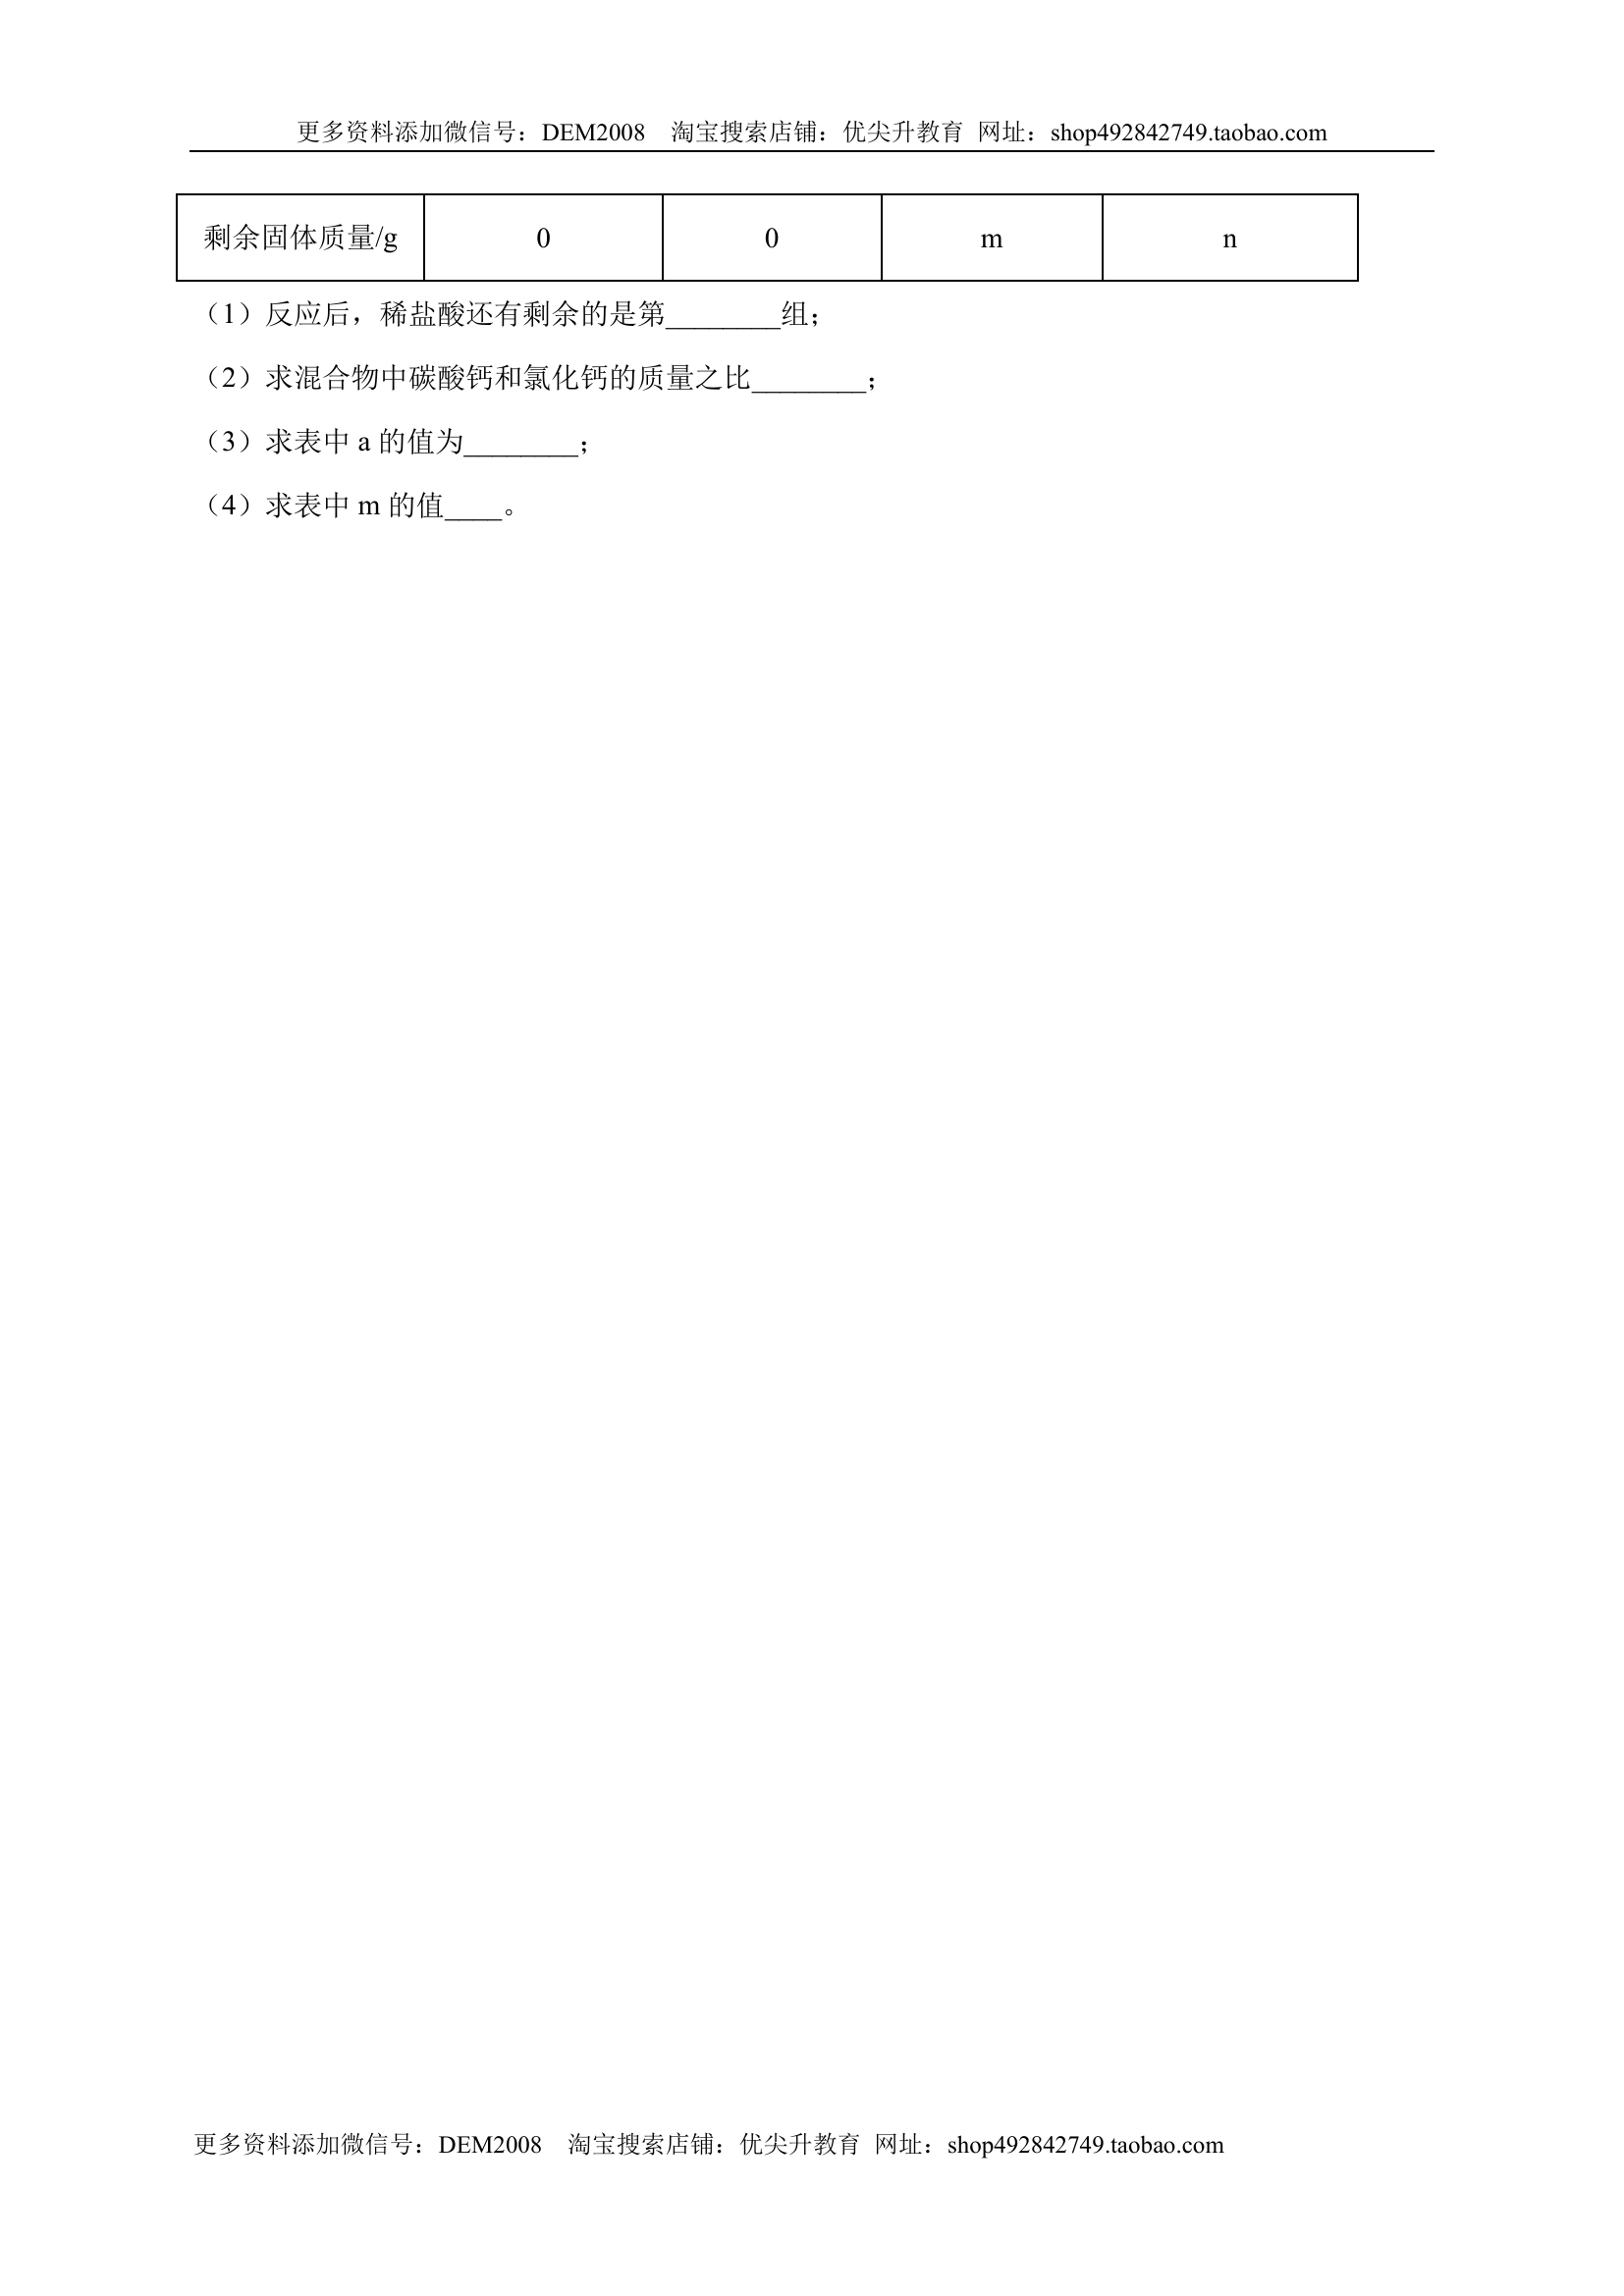 更多资料添加微信号：DEM2008    淘宝搜索店铺：优尖升教育  网址：shop492842749.taobao.com
剩余固体质量/g 0 0 m n
（1）反应后，稀盐酸还有剩余的是第________组；
（2）求混合物中碳酸钙和氯化钙的质量之比________；
（3）求表中 a 的值为________；
（4）求表中 m 的值____。
更多资料添加微信号：DEM2008    淘宝搜索店铺：优尖升教育  网址：shop492842749.taobao.com